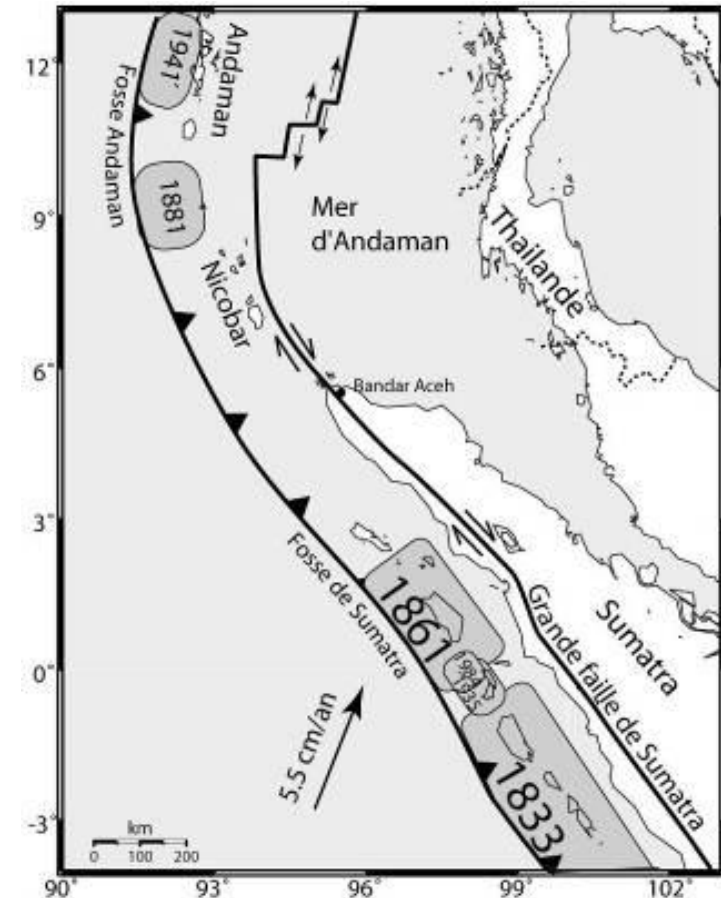 12°
9°
6°
3°
0°
-3°
90°
93°
96°
99°
102°
Fosse Andaman
1941
Andaman
1881
Nicobar
Mer
d'Andaman
Thailande
Bandar Aceh
Fosse de Sumatra
1861
1935
1833
Grande faille de Sumatra
Sumatra
5.5 cm/an
km
0 100 200